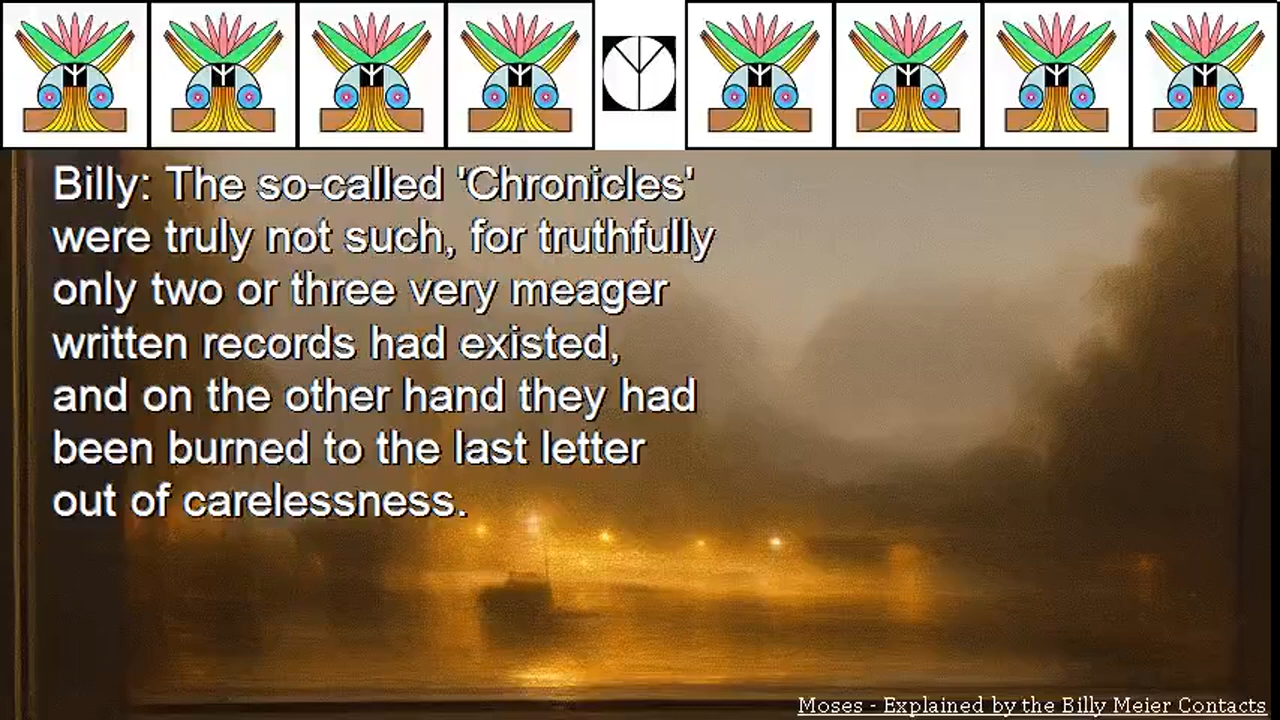 Billy: The so-called 'Chronicles'
were truly not such, for truthfully
only two or three very meager
written records had existed,
and on the other hand they had
been burned to the last letter
out of carelessness.
Moses - Explained by the Billy Meier Contacts